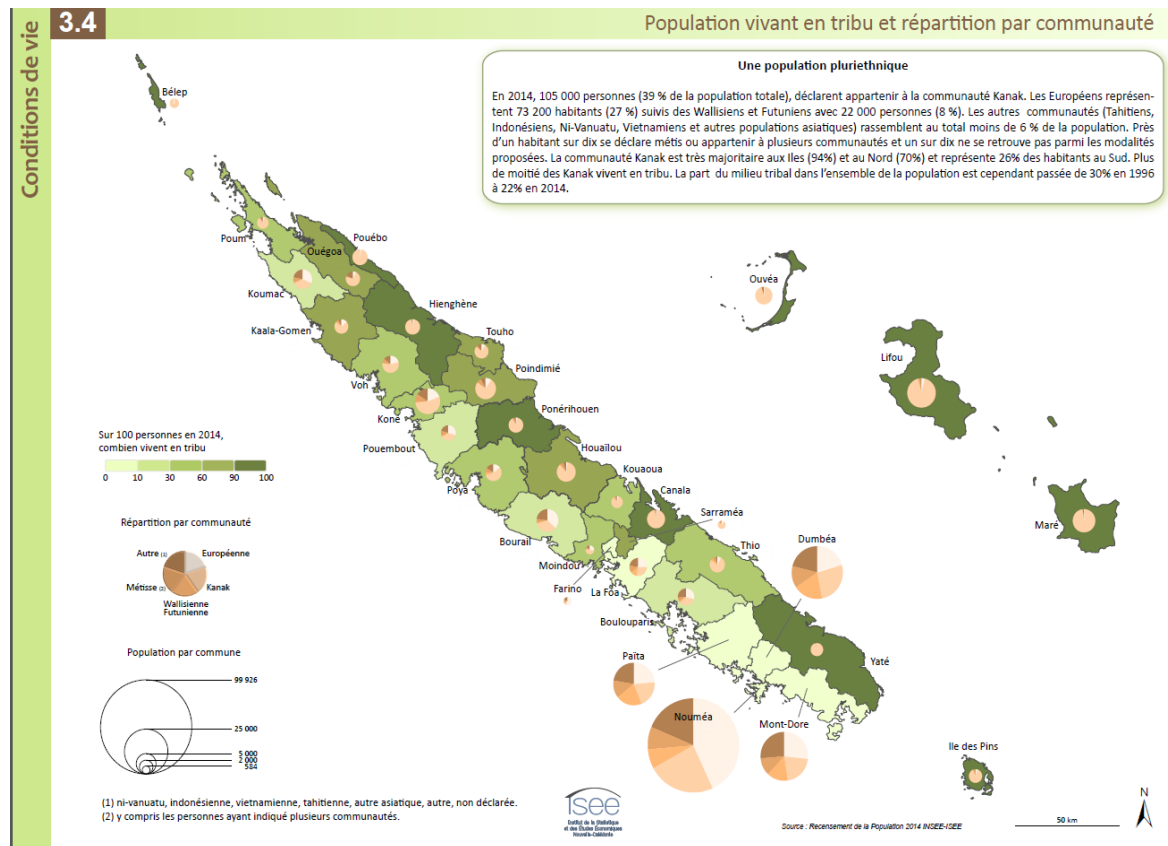 Conditions de vie
3.4
Population vivant en tribu et répartition par communauté
Une population pluriethnique
En 2014, 105 000 personnes (39 % de la population totale), déclarent appartenir à la communauté Kanak. Les Européens représen-
tent 73 200 habitants (27 %) suivis des Wallisiens et Futuniens avec 22 000 personnes (8 %). Les autres communautés (Tahitiens,
Indonésiens, Ni-Vanuatu, Vietnamiens et autres populations asiatiques) rassemblent au total moins de 6 % de la population. Près
d'un habitant sur dix se déclare métis ou appartenir à plusieurs communautés et un sur dix ne se retrouve pas parmi les modalités
proposées. La communauté Kanak est très majoritaire aux Iles (94%) et au Nord (70%) et représente 26% des habitants au Sud. Plus
de moitié des Kanak vivent en tribu. La part du milieu tribal dans l'ensemble de la population est cependant passée de 30% en 1996
à 22% en 2014.
Bélep
Poum
Ouégoa
Pouébo
Koumac
Hienghène
Kaala-Gomen
Touho
Poindimié
Voh
Koné
Ponérihouen
Pouembout
Houaïlou
Poya
Kouaoua
Canala
Sarraméa
Bourail
Moindou
Thio
Dumbéa
Farino
La Foa
Boulouparis
Païta
Yaté
Nouméa
Mont-Dore
Ouvéa
Lifou
Maré
Ile des Pins
Sur 100 personnes en 2014,
combien vivent en tribu
0 10 30 60 90 100
Répartition par communauté
Autre (1)
Européenne
Métisse (2)
Kanak
Wallisienne
Futunienne
Population par commune
99 926
25 000
5 000
2 000
584
(1) ni-vanuatu, indonésienne, vietnamienne, tahitienne, autre asiatique, autre, non déclarée.
(2) y compris les personnes ayant indiqué plusieurs communautés.
isee
Institut de la Statistique
et des Études Économiques
Nouvelle-Calédonie
Source : Recensement de la Population 2014 INSEE-ISEE
50 km
N